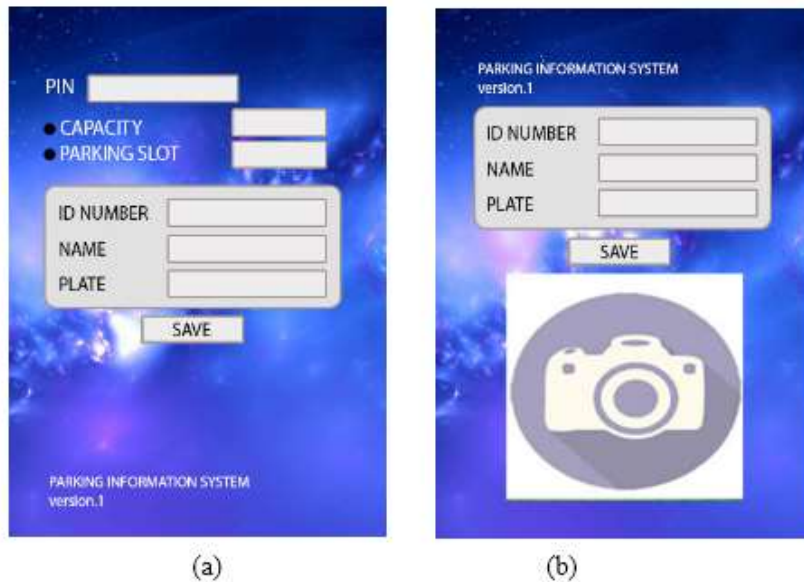 PIN
CAPACITY
PARKING SLOT
ID NUMBER
NAME
PLATE
SAVE
PARKING INFORMATION SYSTEM
version.1
(a)
PARKING INFORMATION SYSTEM
version.1
ID NUMBER
NAME
PLATE
SAVE
(b)